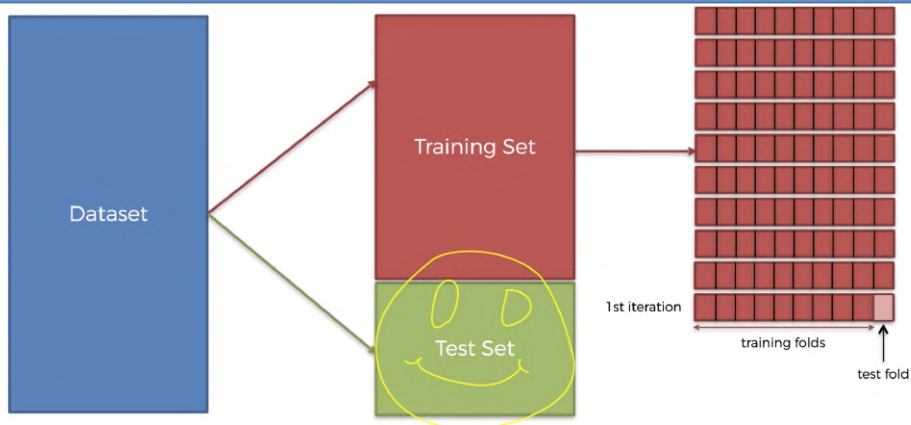 Dataset
Training Set
Test Set
1st iteration
training folds
test fold